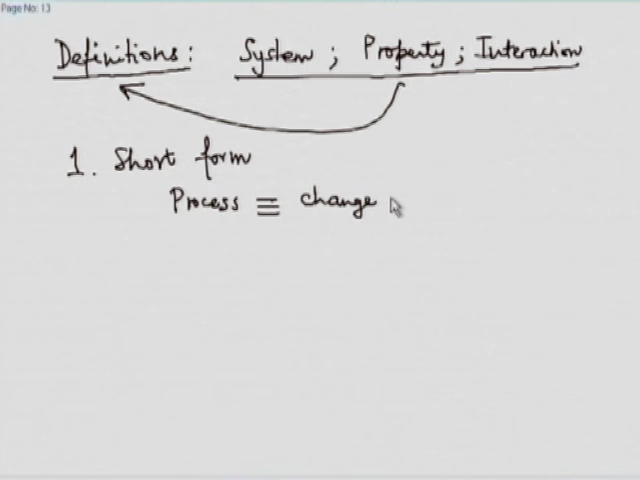 Page No: 13
Definitions: System ; Property ; Interaction
1. Short form
Process ≡ change